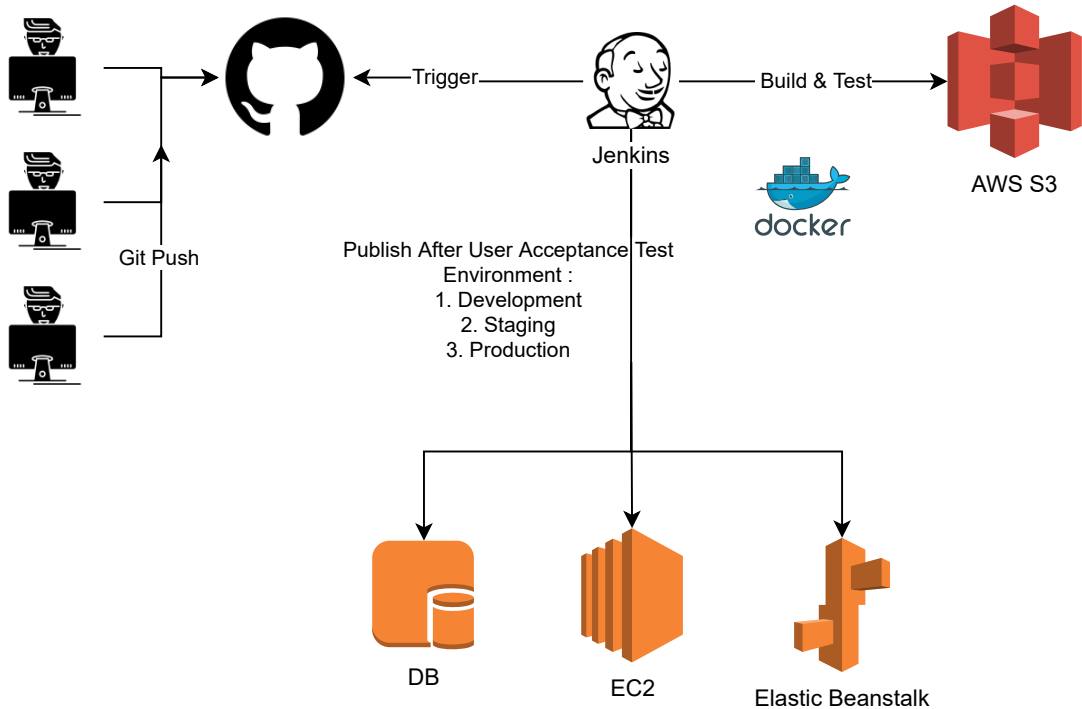 Trigger
Build & Test
Jenkins
AWS S3
docker
Git Push
Publish After User Acceptance Test
Environment :
1. Development
2. Staging
3. Production
DB
EC2
Elastic Beanstalk